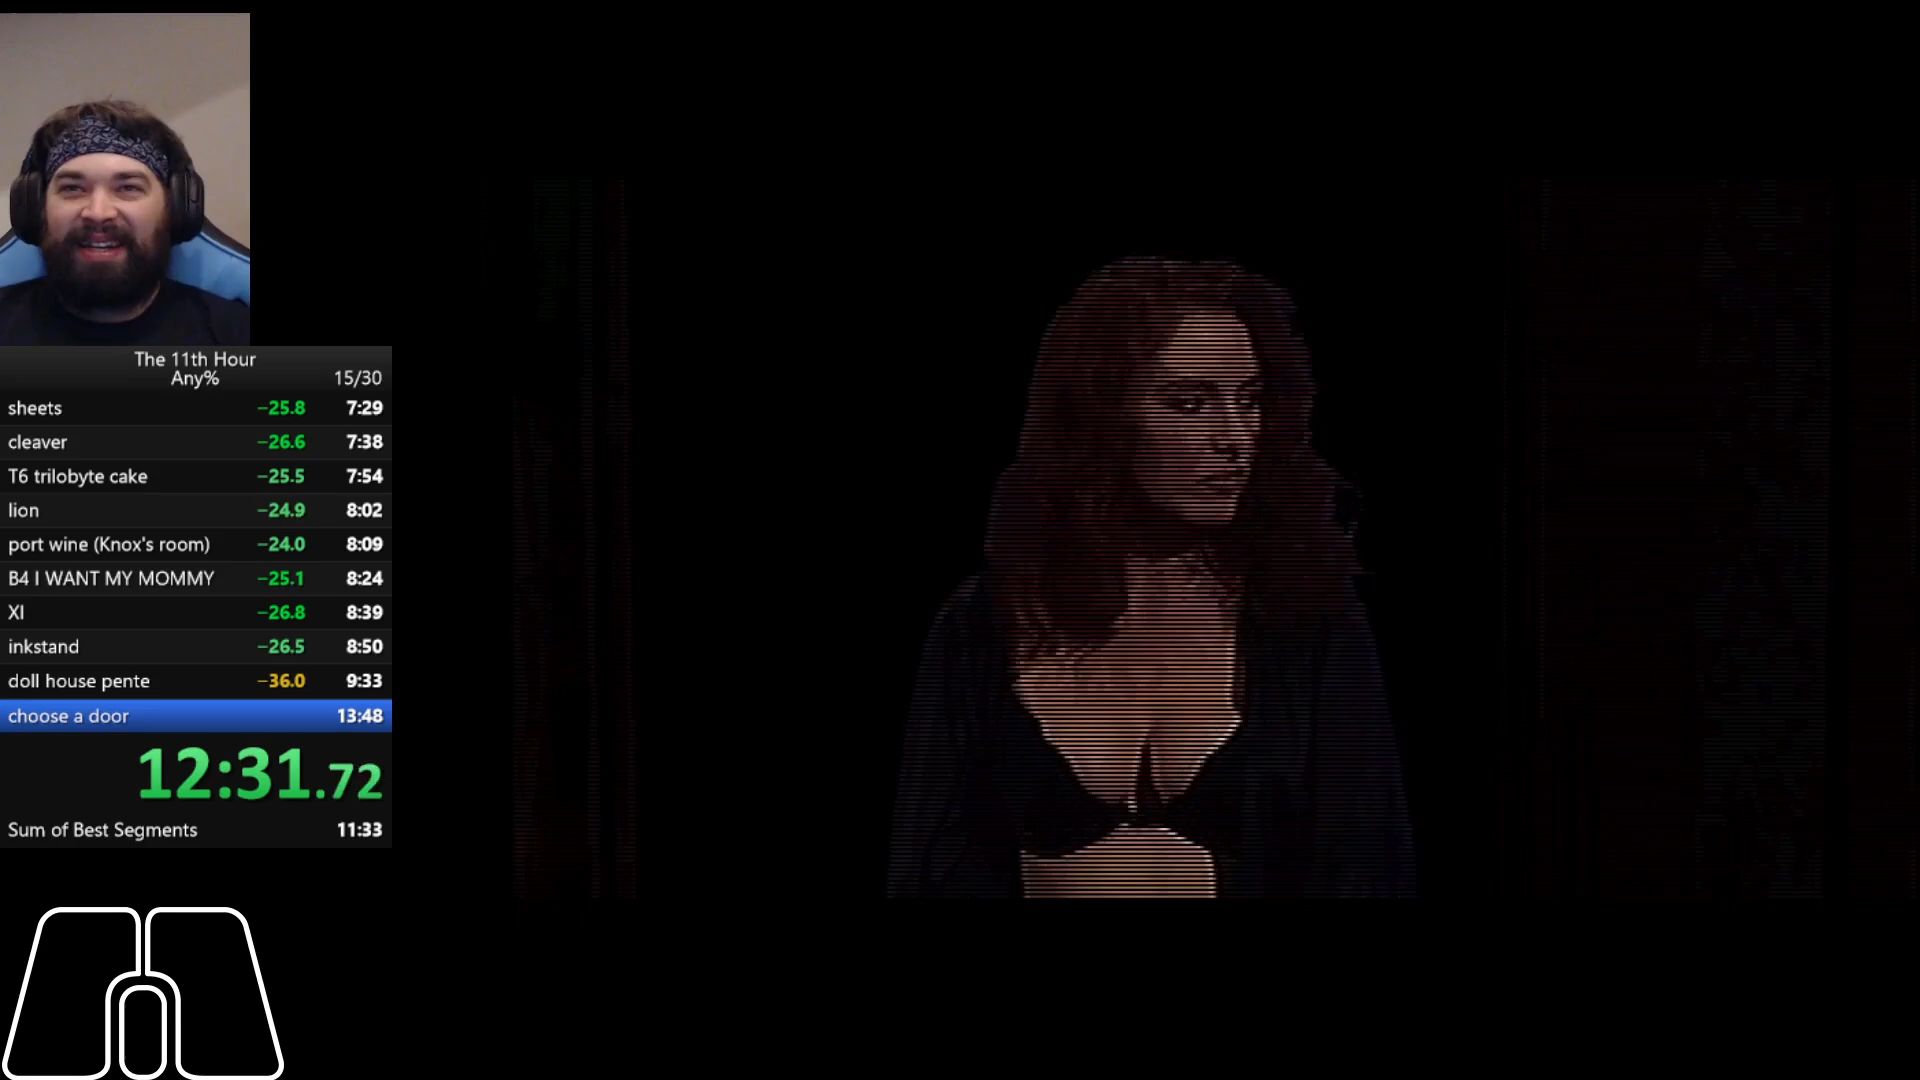 The 11th Hour
Any% 15/30
sheets −25.8 7:29
cleaver −26.6 7:38
T6 trilobyte cake −25.5 7:54
lion −24.9 8:02
port wine (Knox's room) −24.0 8:09
B4 I WANT MY MOMMY −25.1 8:24
XI −26.8 8:39
inkstand −26.5 8:50
doll house pente −36.0 9:33
choose a door 13:48
12:31.72
Sum of Best Segments 11:33